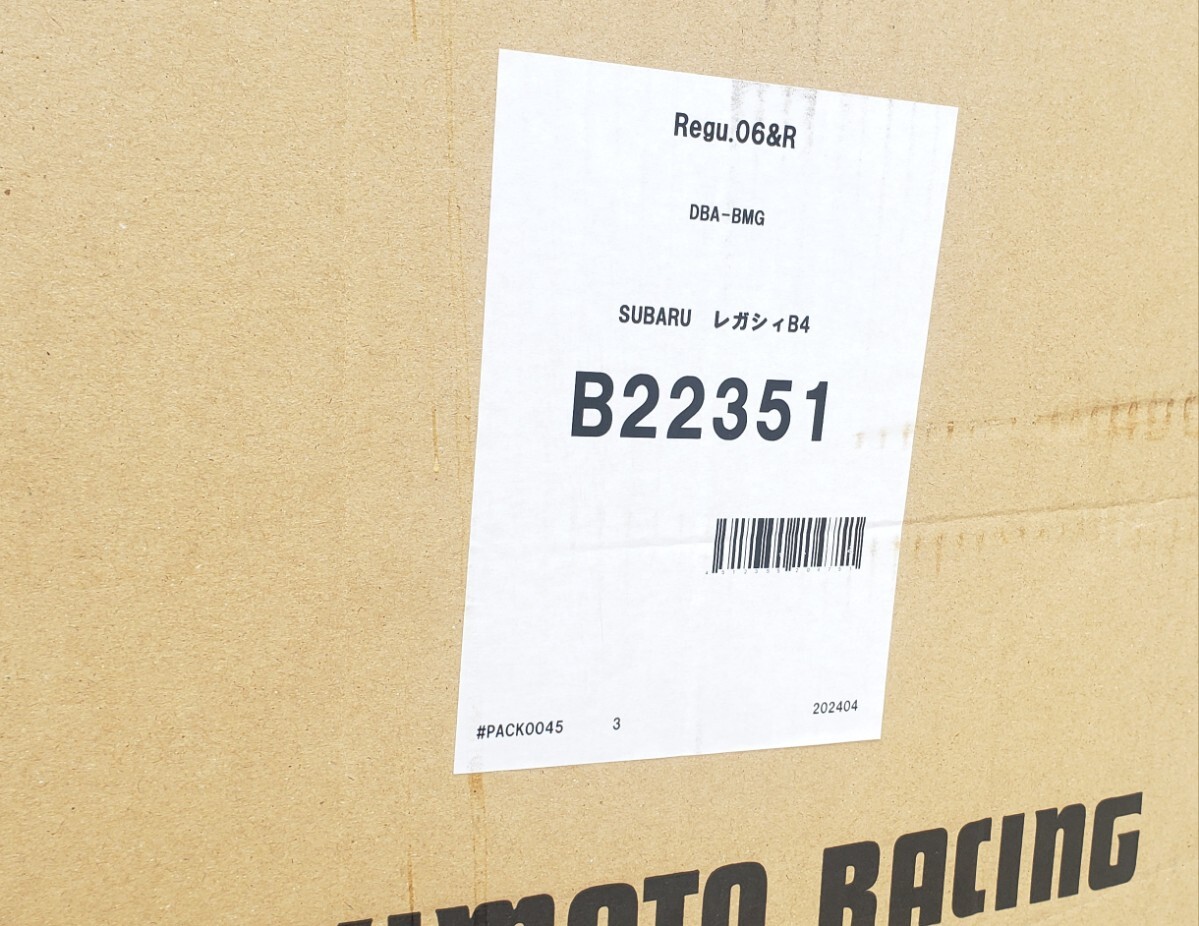 Regu.06&R
DBA-BMG
SUBARU レガシィB4
B22351
#PACK0045 3 202404
RACING